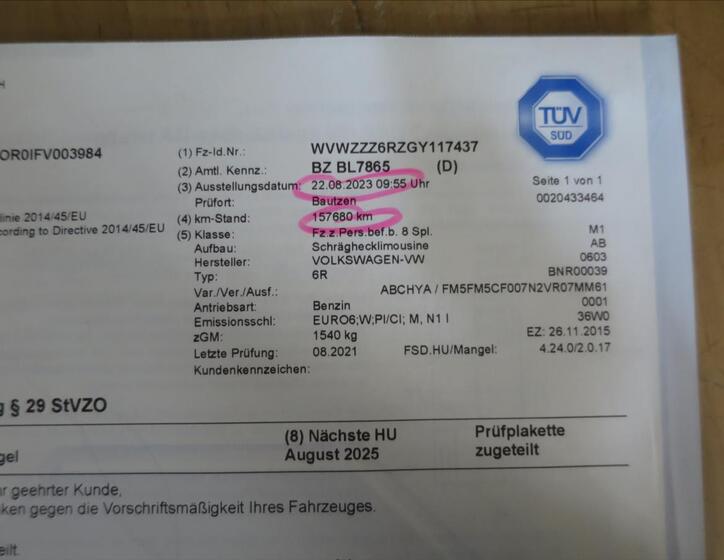 TÜV
SÜD
OR0IFV003984
(1) Fz-Id.Nr.: WVWZZZ6RZGY117437
(2) Amtl. Kennz.: BZ BL7865 (D)
(3) Ausstellungsdatum: 22.08.2023 09:55 Uhr
Seite 1 von 1
Prüfort: Bautzen
0020433464
linie 2014/45/EU
(4) km-Stand: 157680 km
cording to Directive 2014/45/EU
(5) Klasse: Fz.z.Pers.bef.b. 8 Spl. M1
Aufbau: Schräghecklimousine AB
Hersteller: VOLKSWAGEN-VW 0603
Typ: 6R BNR00039
Var./Ver./Ausf.: ABCHYA / FM5FM5CF007N2VR07MM61
Antriebsart: Benzin 0001
Emissionsschl: EURO6;W;PI/CI; M, N1 I 36W0
zGM: 1540 kg EZ: 26.11.2015
Letzte Prüfung: 08.2021 FSD.HU/Mangel: 4.24.0/2.0.17
Kundenkennzeichen:
g § 29 StVZO
(8) Nächste HU Prüfplakette
gel August 2025 zugeteilt
hr geehrter Kunde,
ken gegen die Vorschriftsmäßigkeit Ihres Fahrzeuges.
eilt.